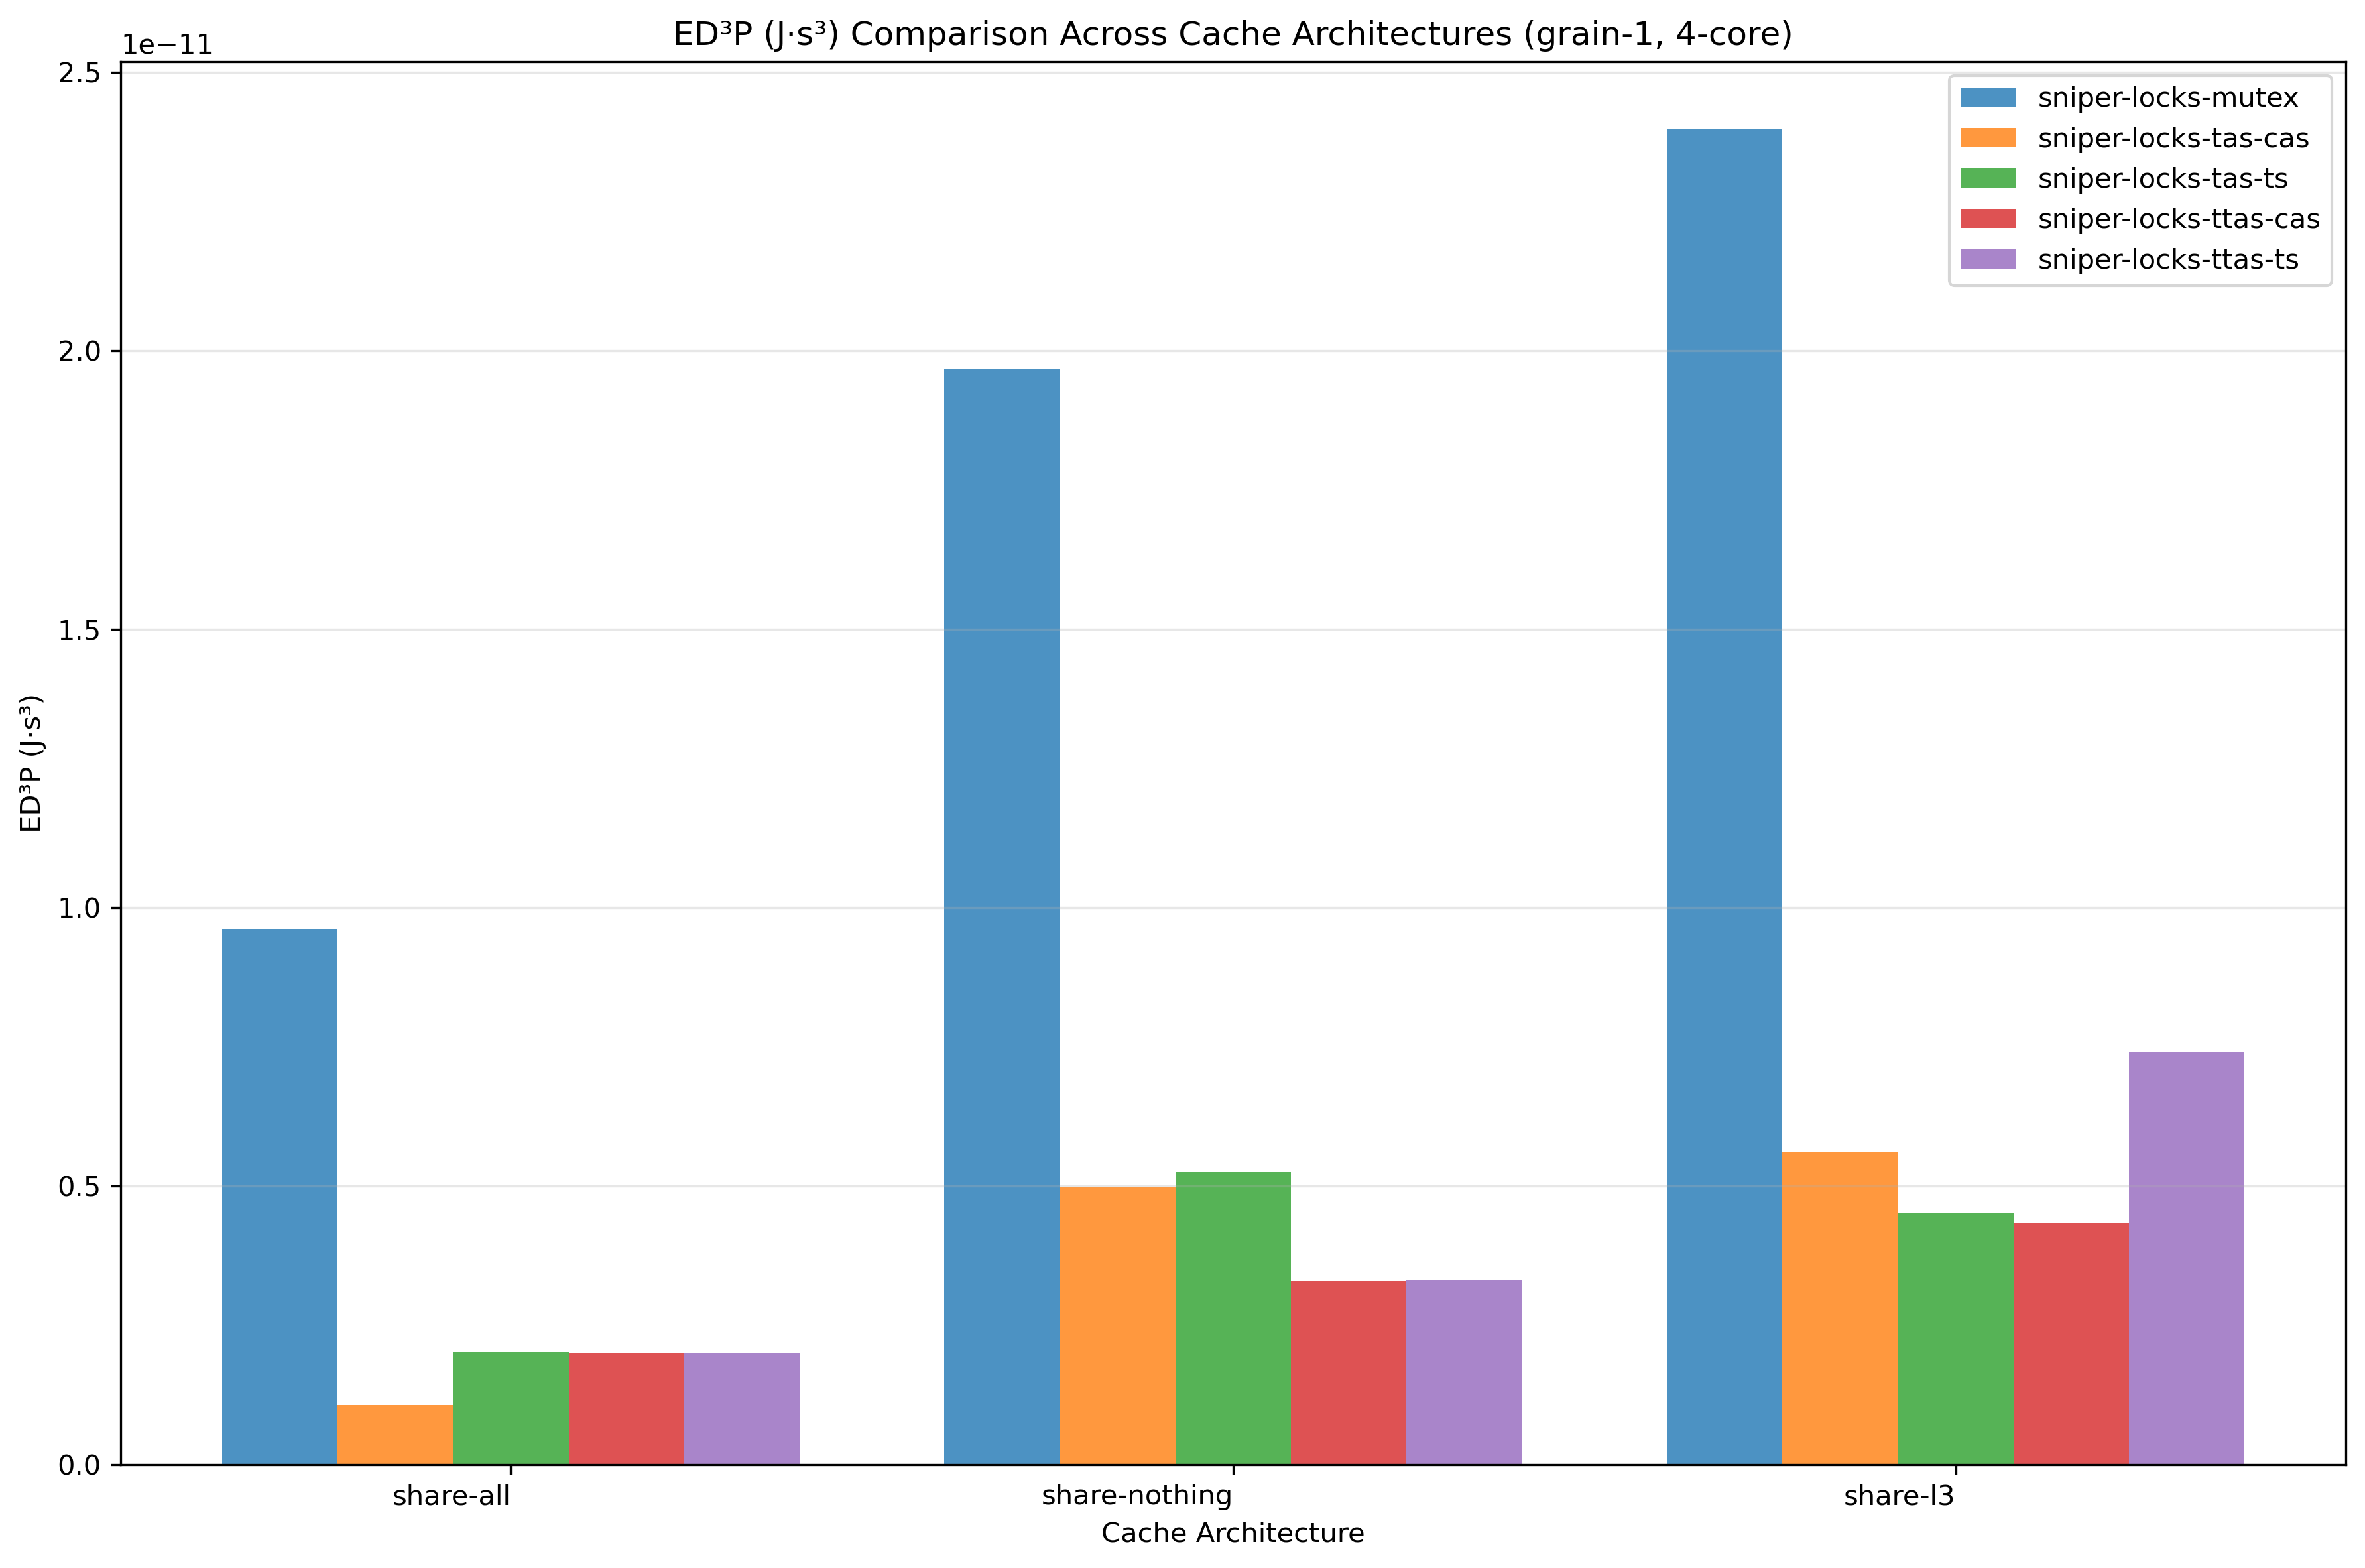 ED³P (J·s³) Comparison Across Cache Architectures (grain-1, 4-core)
1e−11
2.5
2.0
1.5
1.0
0.5
0.0
ED³P (J·s³)
sniper-locks-mutex
sniper-locks-tas-cas
sniper-locks-tas-ts
sniper-locks-ttas-cas
sniper-locks-ttas-ts
share-all
share-nothing
share-l3
Cache Architecture